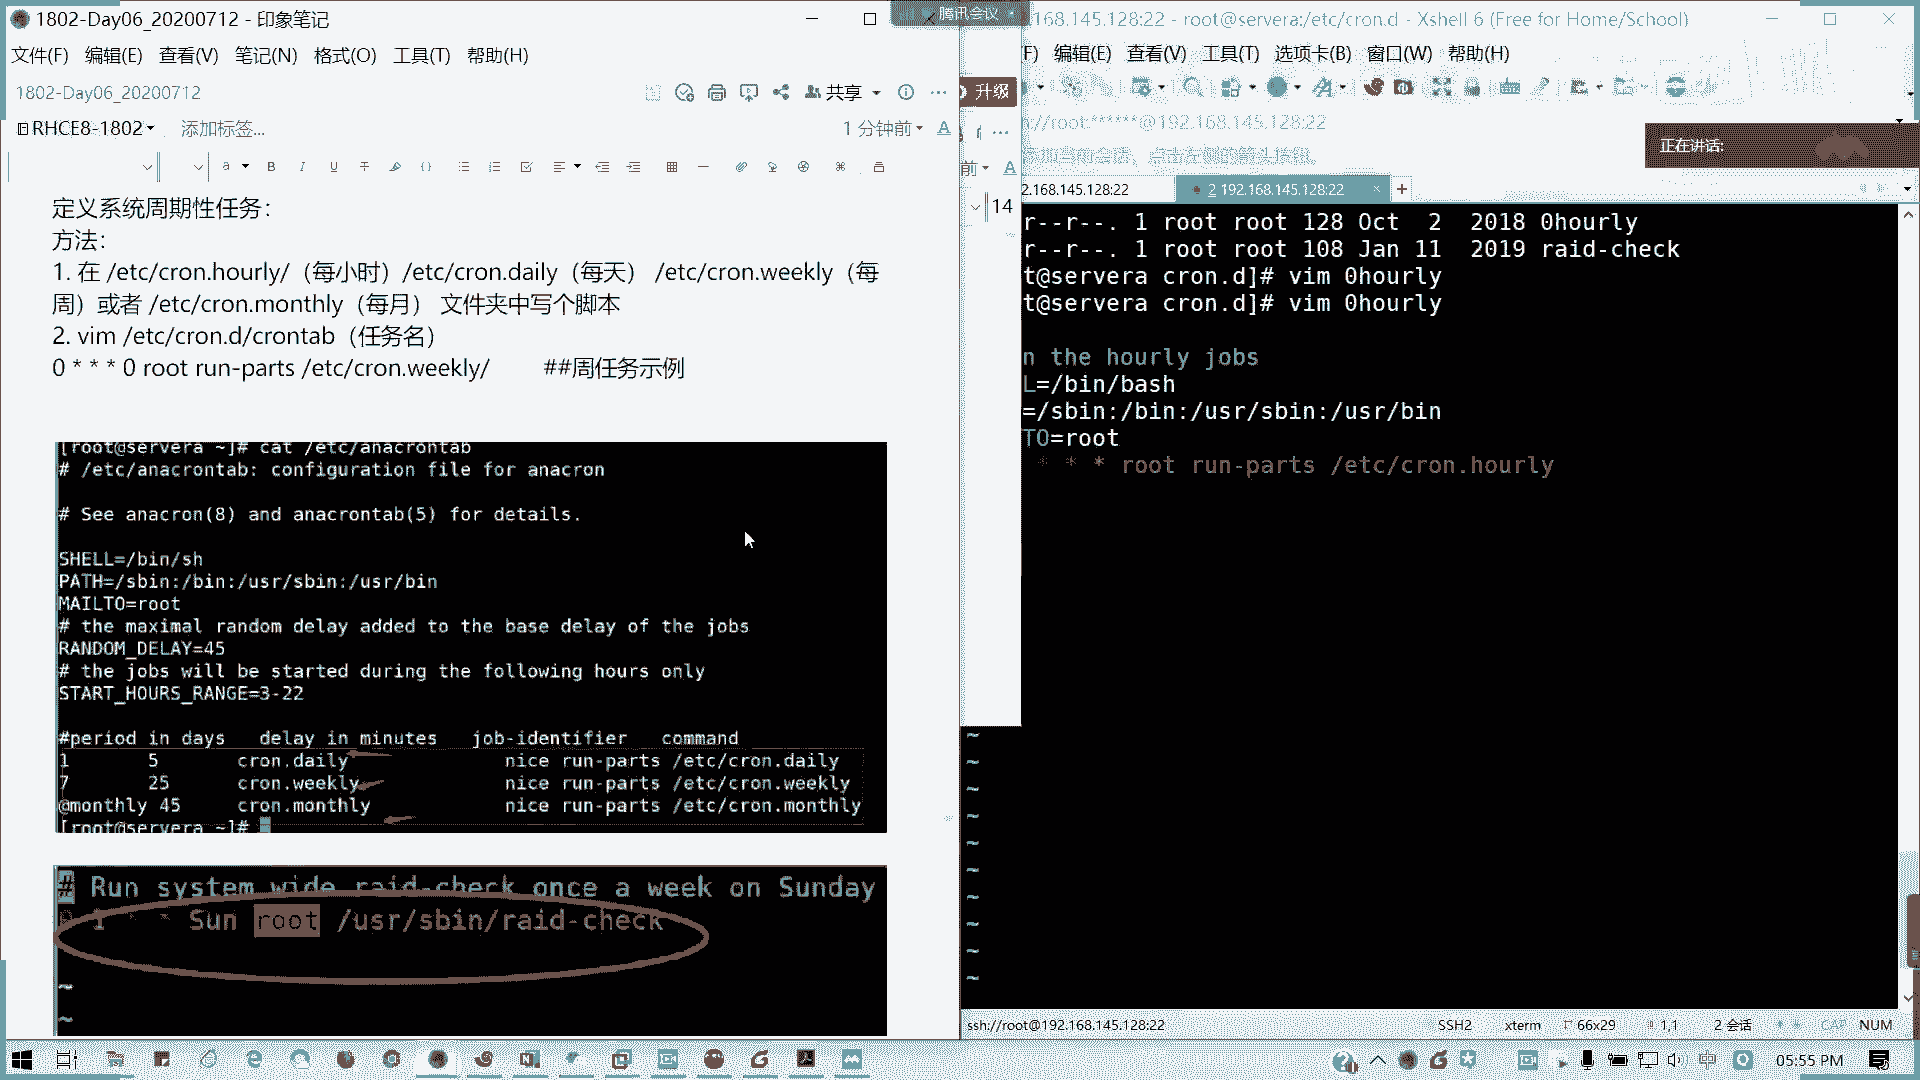 1802-Day06_20200712 - 印象笔记
文件(F) 编辑(E) 查看(V) 笔记(N) 格式(O) 工具(T) 帮助(H)
1802-Day06_20200712
共享
RHCE8-1802
添加标签...
1 分钟前
定义系统周期性任务：
方法：
1. 在 /etc/cron.hourly/（每小时）/etc/cron.daily（每天） /etc/cron.weekly（每
周）或者 /etc/cron.monthly（每月） 文件夹中写个脚本
2. vim /etc/cron.d/crontab（任务名）
0 * * * 0 root run-parts /etc/cron.weekly/ ##周任务示例
[root@servera ~]# cat /etc/anacrontab
# /etc/anacrontab: configuration file for anacron
# See anacron(8) and anacrontab(5) for details.
SHELL=/bin/sh
PATH=/sbin:/bin:/usr/sbin:/usr/bin
MAILTO=root
# the maximal random delay added to the base delay of the jobs
RANDOM_DELAY=45
# the jobs will be started during the following hours only
START_HOURS_RANGE=3-22
#period in days delay in minutes job-identifier command
1 5 cron.daily nice run-parts /etc/cron.daily
7 25 cron.weekly nice run-parts /etc/cron.weekly
@monthly 45 cron.monthly nice run-parts /etc/cron.monthly
[root@servera ~]#
# Run system wide raid-check once a week on Sunday
1 * * Sun root /usr/sbin/raid-check
~
~
腾讯会议
升级
前
14
168.145.128:22 - root@servera:/etc/cron.d - Xshell 6 (Free for Home/School)
F) 编辑(E) 查看(V) 工具(T) 选项卡(B) 窗口(W) 帮助(H)
//root:******@192.168.145.128:22
添加当前会话，点击左侧的箭头按钮。
正在讲话:
2.168.145.128:22
2 192.168.145.128:22
r--r--. 1 root root 128 Oct 2 2018 0hourly
r--r--. 1 root root 108 Jan 11 2019 raid-check
t@servera cron.d]# vim 0hourly
t@servera cron.d]# vim 0hourly
n the hourly jobs
L=/bin/bash
=/sbin:/bin:/usr/sbin:/usr/bin
TO=root
* * * root run-parts /etc/cron.hourly
~
~
~
~
~
~
~
~
~
~
ssh://root@192.168.145.128:22
SSH2 xterm 66x29 1,1 2 会话 CAP NUM
中
05:55 PM